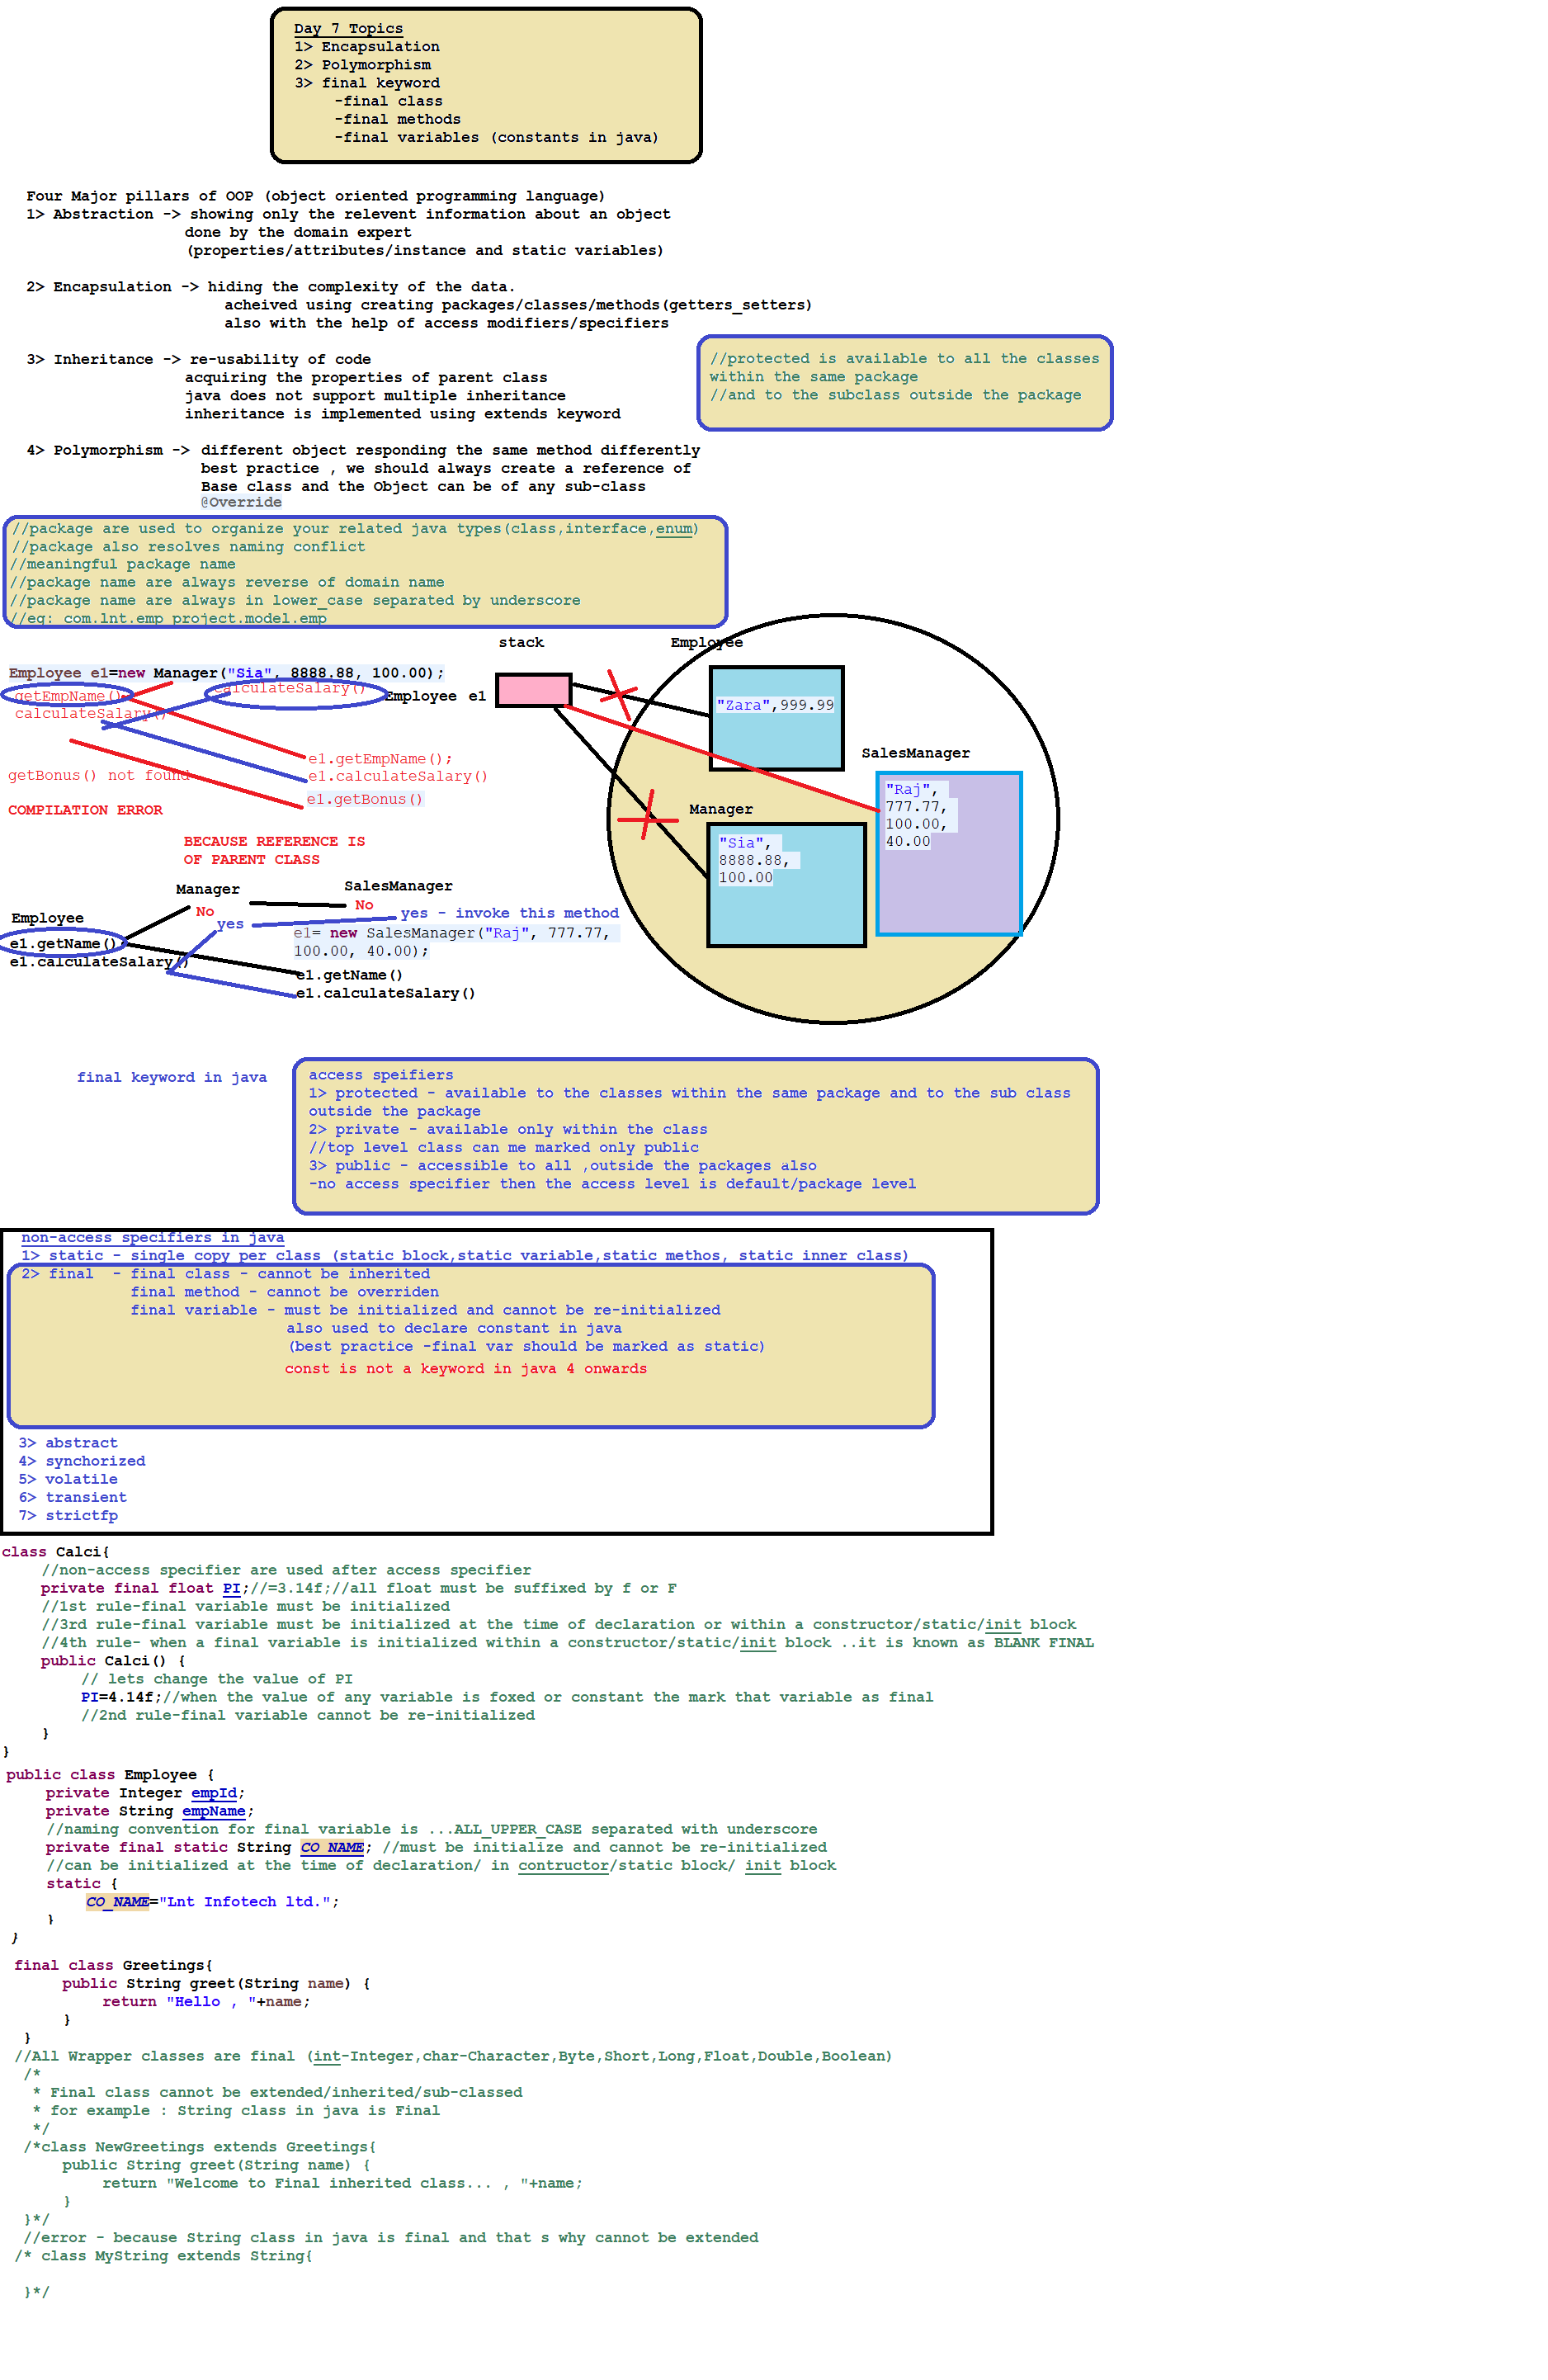 Day 7 Topics
1> Encapsulation
2> Polymorphism
3> final keyword
-final class
-final methods
-final variables (constants in java)
Four Major pillars of OOP (object oriented programming language)
1> Abstraction -> showing only the relevent information about an object
done by the domain expert
(properties/attributes/instance and static variables)
2> Encapsulation -> hiding the complexity of the data.
acheived using creating packages/classes/methods(getters_setters)
also with the help of access modifiers/specifiers
3> Inheritance -> re-usability of code
acquiring the properties of parent class
java does not support multiple inheritance
inheritance is implemented using extends keyword
//protected is available to all the classes
within the same package
//and to the subclass outside the package
4> Polymorphism -> different object responding the same method differently
best practice , we should always create a reference of
Base class and the Object can be of any sub-class
@Override
//package are used to organize your related java types(class,interface,enum)
//package also resolves naming conflict
//meaningful package name
//package name are always reverse of domain name
//package name are always in lower_case separated by underscore
//eg: com.lnt.emp_project.model.emp
stack
Employee
Employee e1=new Manager("Sia", 8888.88, 100.00);
getEmpName()
calculateSalary()
calculateSalary()
Employee e1
"Zara",999.99
SalesManager
e1.getEmpName();
getBonus() not found
e1.calculateSalary()
e1.getBonus()
COMPILATION ERROR
"Raj",
777.77,
100.00,
40.00
Manager
"Sia",
8888.88,
100.00
BECAUSE REFERENCE IS
OF PARENT CLASS
Manager
SalesManager
No
No
Employee
yes
yes - invoke this method
e1.getName()
e1.calculateSalary()
e1= new SalesManager("Raj", 777.77,
100.00, 40.00);
e1.getName()
e1.calculateSalary()
final keyword in java
access speifiers
1> protected - available to the classes within the same package and to the sub class
outside the package
2> private - available only within the class
//top level class can me marked only public
3> public - accessible to all ,outside the packages also
-no access specifier then the access level is default/package level
non-access specifiers in java
1> static - single copy per class (static block,static variable,static methos, static inner class)
2> final - final class - cannot be inherited
final method - cannot be overriden
final variable - must be initialized and cannot be re-initialized
also used to declare constant in java
(best practice -final var should be marked as static)
const is not a keyword in java 4 onwards
3> abstract
4> synchorized
5> volatile
6> transient
7> strictfp
class Calci{
//non-access specifier are used after access specifier
private final float PI;//=3.14f;//all float must be suffixed by f or F
//1st rule-final variable must be initialized
//3rd rule-final variable must be initialized at the time of declaration or within a constructor/static/init block
//4th rule- when a final variable is initialized within a constructor/static/init block ..it is known as BLANK FINAL
public Calci() {
// lets change the value of PI
PI=4.14f;//when the value of any variable is foxed or constant the mark that variable as final
//2nd rule-final variable cannot be re-initialized
}
}
public class Employee {
private Integer empId;
private String empName;
//naming convention for final variable is ...ALL_UPPER_CASE separated with underscore
private final static String CO_NAME; //must be initialize and cannot be re-initialized
//can be initialized at the time of declaration/ in contructor/static block/ init block
static {
CO_NAME="Lnt Infotech ltd.";
}
}
final class Greetings{
public String greet(String name) {
return "Hello , "+name;
}
}
//All Wrapper classes are final (int-Integer,char-Character,Byte,Short,Long,Float,Double,Boolean)
/*
* Final class cannot be extended/inherited/sub-classed
* for example : String class in java is Final
*/
/*class NewGreetings extends Greetings{
public String greet(String name) {
return "Welcome to Final inherited class... , "+name;
}
}*/
//error - because String class in java is final and that s why cannot be extended
/* class MyString extends String{
}*/